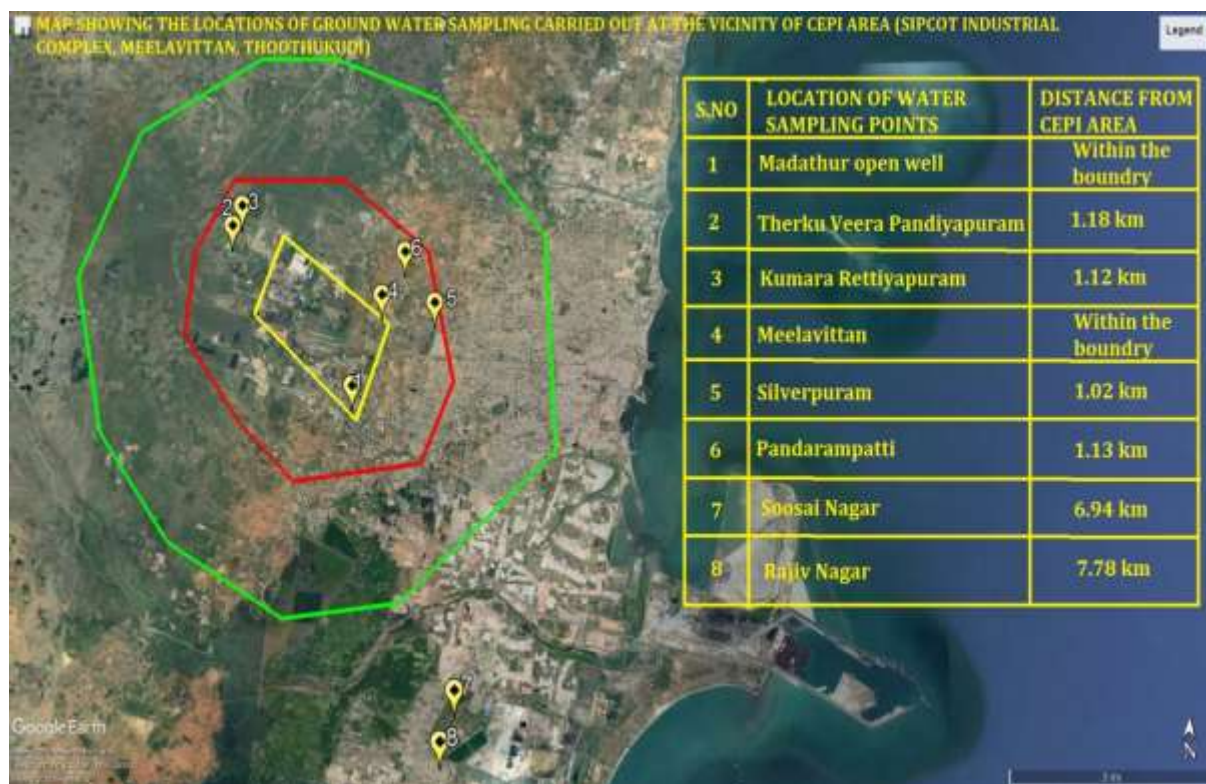 MAP SHOWING THE LOCATIONS OF GROUND WATER SAMPLING CARRIED OUT AT THE VICINITY OF CEPI AREA (SIPCOT INDUSTRIAL
COMPLEX, MEELAVITTAN, THOOTHUKUDI)
Legend
S.NO LOCATION OF WATER SAMPLING POINTS DISTANCE FROM CEPI AREA
1 Madathur open well Within the boundry
2 Therku Veera Pandiyapuram 1.18 km
3 Kumara Rettiyapuram 1.12 km
4 Meelavittan Within the boundry
5 Silverpuram 1.02 km
6 Pandarampatti 1.13 km
7 Soosai Nagar 6.94 km
8 Rajiv Nagar 7.78 km
2 3
6
4
5
1
7
8
Google Earth
N